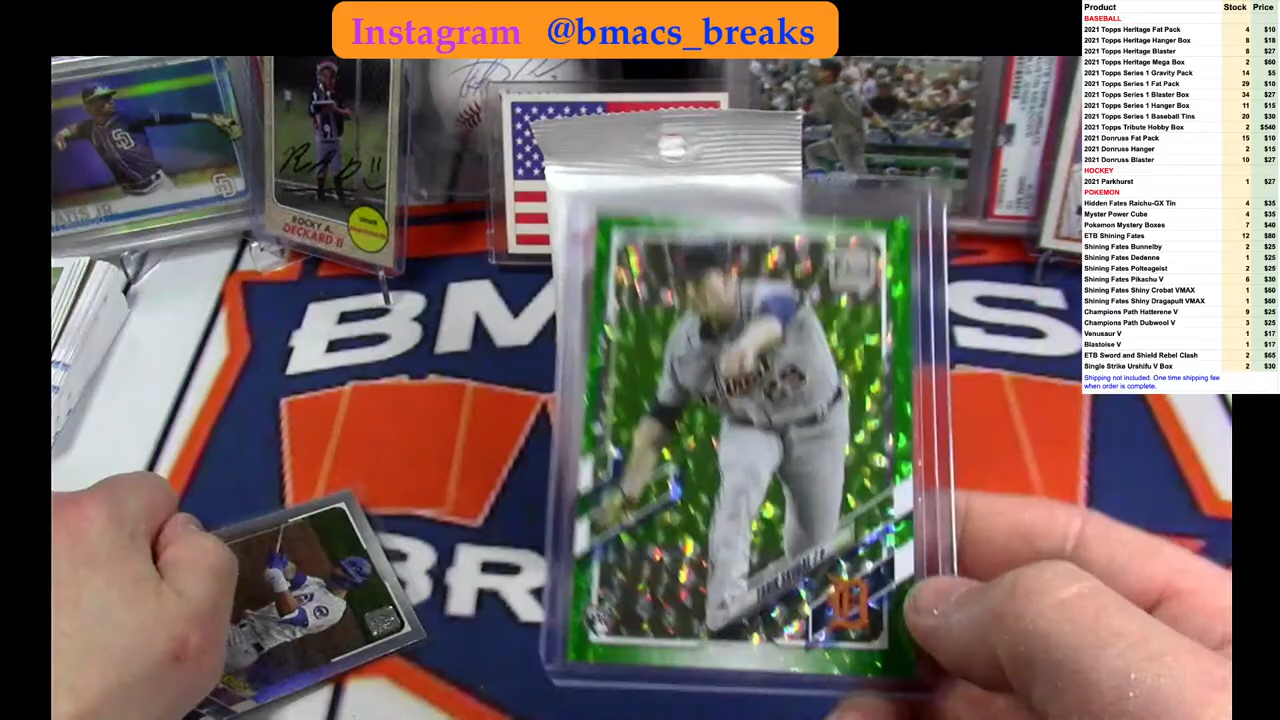 Instagram @bmacs_breaks
Product Stock Price
BASEBALL
2021 Topps Heritage Fat Pack 4 $10
2021 Topps Heritage Hanger Box 8 $18
2021 Topps Heritage Blaster 8 $27
2021 Topps Heritage Mega Box 2 $60
2021 Topps Series 1 Gravity Pack 14 $5
2021 Topps Series 1 Fat Pack 29 $10
2021 Topps Series 1 Blaster Box 34 $27
2021 Topps Series 1 Hanger Box 11 $15
2021 Topps Series 1 Baseball Tins 20 $30
2021 Topps Tribute Hobby Box 2 $540
2021 Donruss Fat Pack 15 $10
2021 Donruss Hanger 2 $15
2021 Donruss Blaster 10 $27
HOCKEY
2021 Parkhurst 1 $27
POKEMON
Hidden Fates Raichu-GX Tin 4 $35
Myster Power Cube 4 $35
Pokemon Mystery Boxes 7 $40
ETB Shining Fates 12 $80
Shining Fates Bunnelby 2 $25
Shining Fates Dedenne 1 $25
Shining Fates Polteageist 2 $25
Shining Fates Pikachu V 6 $30
Shining Fates Shiny Crobat VMAX 1 $60
Shining Fates Shiny Dragapult VMAX 1 $60
Champions Path Hatterene V 9 $25
Champions Path Dubwool V 3 $25
Venusaur V 1 $17
Blastoise V 1 $17
ETB Sword and Shield Rebel Clash 2 $65
Single Strike Urshifu V Box 2 $30
Shipping not included. One time shipping fee
when order is complete.
SD
ROCKY A.
DECKARD II
BM S
BR
D